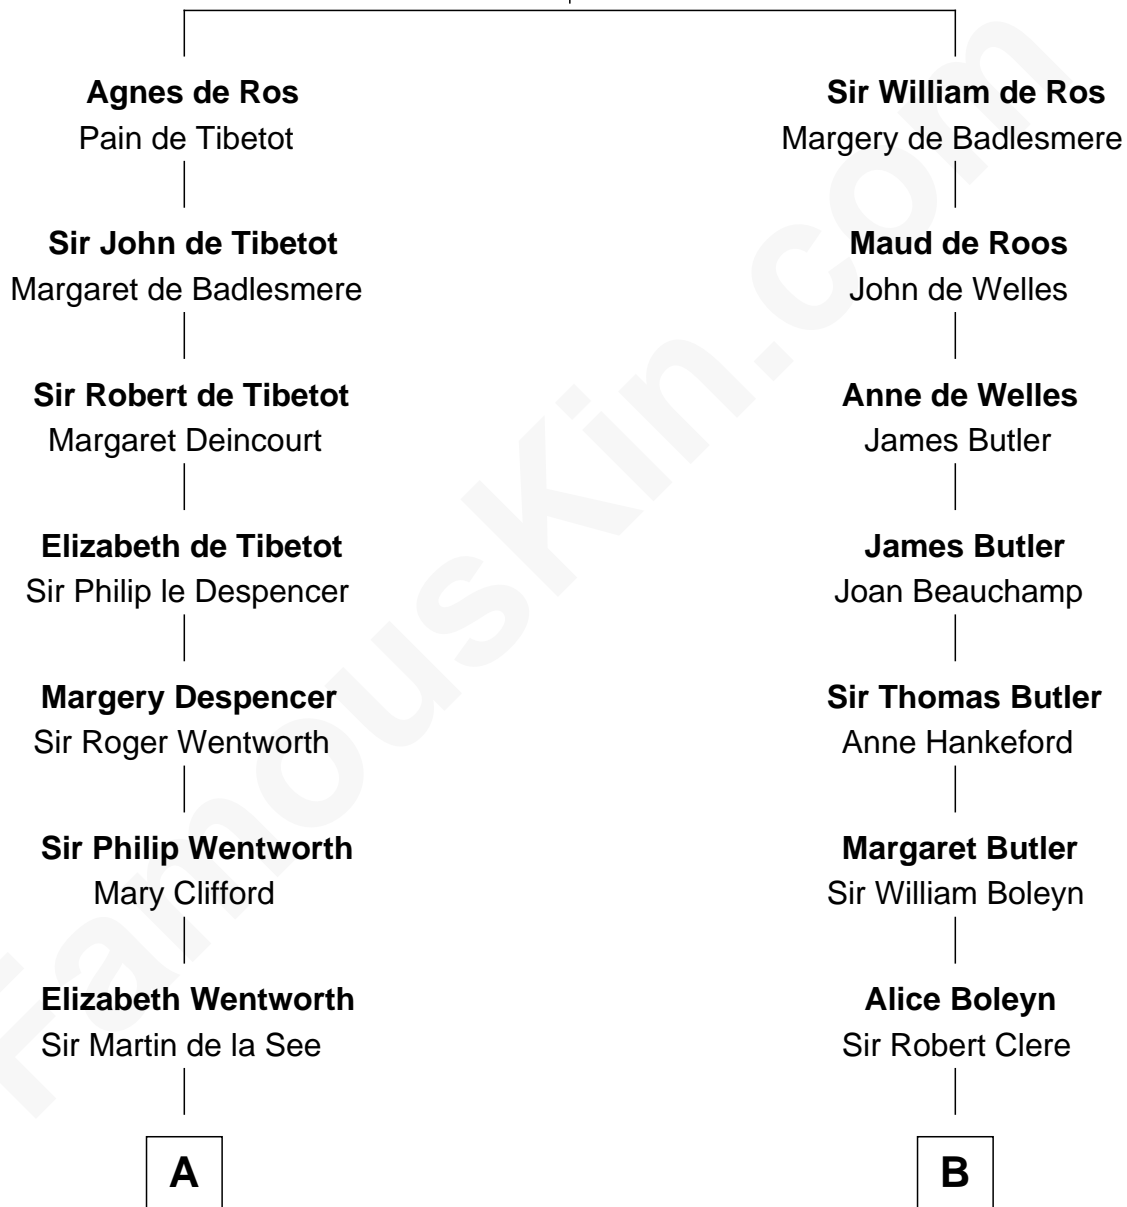 Agnes de Ros
Pain de Tibetot
Sir John de Tibetot
Margaret de Badlesmere
Sir Robert de Tibetot
Margaret Deincourt
Elizabeth de Tibetot
Sir Philip le Despencer
Margery Despencer
Sir Roger Wentworth
Sir Philip Wentworth
Mary Clifford
Elizabeth Wentworth
Sir Martin de la See
A
Sir William de Ros
Margery de Badlesmere
Maud de Roos
John de Welles
Anne de Welles
James Butler
James Butler
Joan Beauchamp
Sir Thomas Butler
Anne Hankeford
Margaret Butler
Sir William Boleyn
Alice Boleyn
Sir Robert Clere
B
FamousKin.com